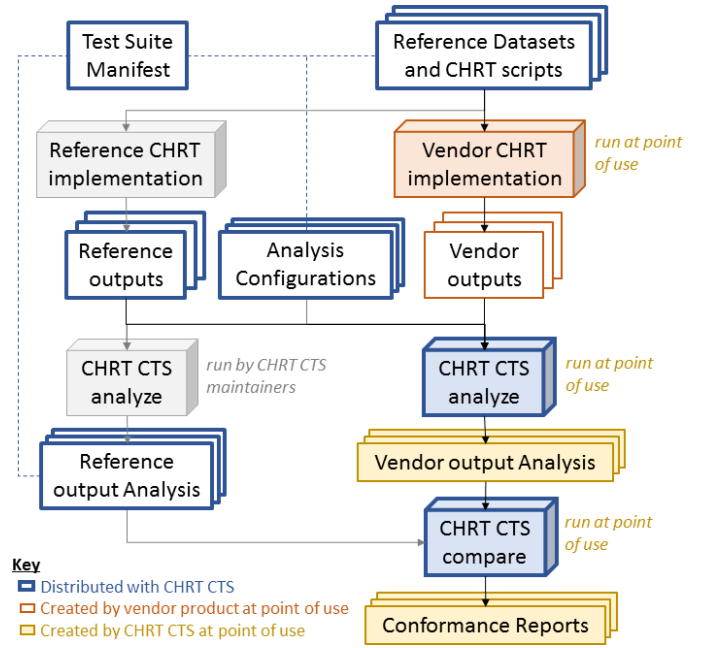 Test Suite
Manifest
Reference Datasets
and CHRT scripts
Reference CHRT
implementation
Vendor CHRT
implementation
run at point
of use
Reference
outputs
Analysis
Configurations
Vendor
outputs
CHRT CTS
analyze
run by CHRT CTS
maintainers
CHRT CTS
analyze
run at point
of use
Reference
output Analysis
Vendor output Analysis
CHRT CTS
compare
run at point
of use
Key
Distributed with CHRT CTS
Created by vendor product at point of use
Created by CHRT CTS at point of use
Conformance Reports